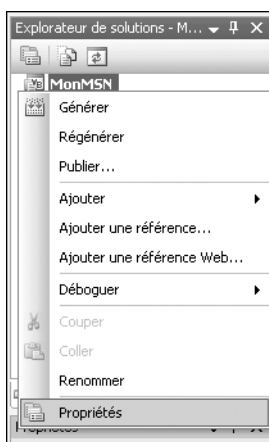 Explorateur de solutions - M...
MonMSN
Générer
Régénérer
Publier...
Ajouter
Ajouter une référence...
Ajouter une référence Web...
Déboguer
Couper
Coller
Renommer
Propriétés
Propriétés